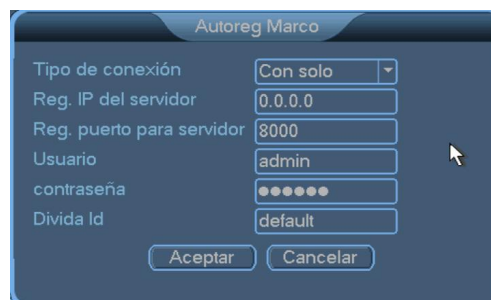 Autoreg Marco
Tipo de conexión Con solo
Reg. IP del servidor 0.0.0.0
Reg. puerto para servidor 8000
Usuario admin
contraseña ●●●●●●
Divida Id default
Aceptar Cancelar